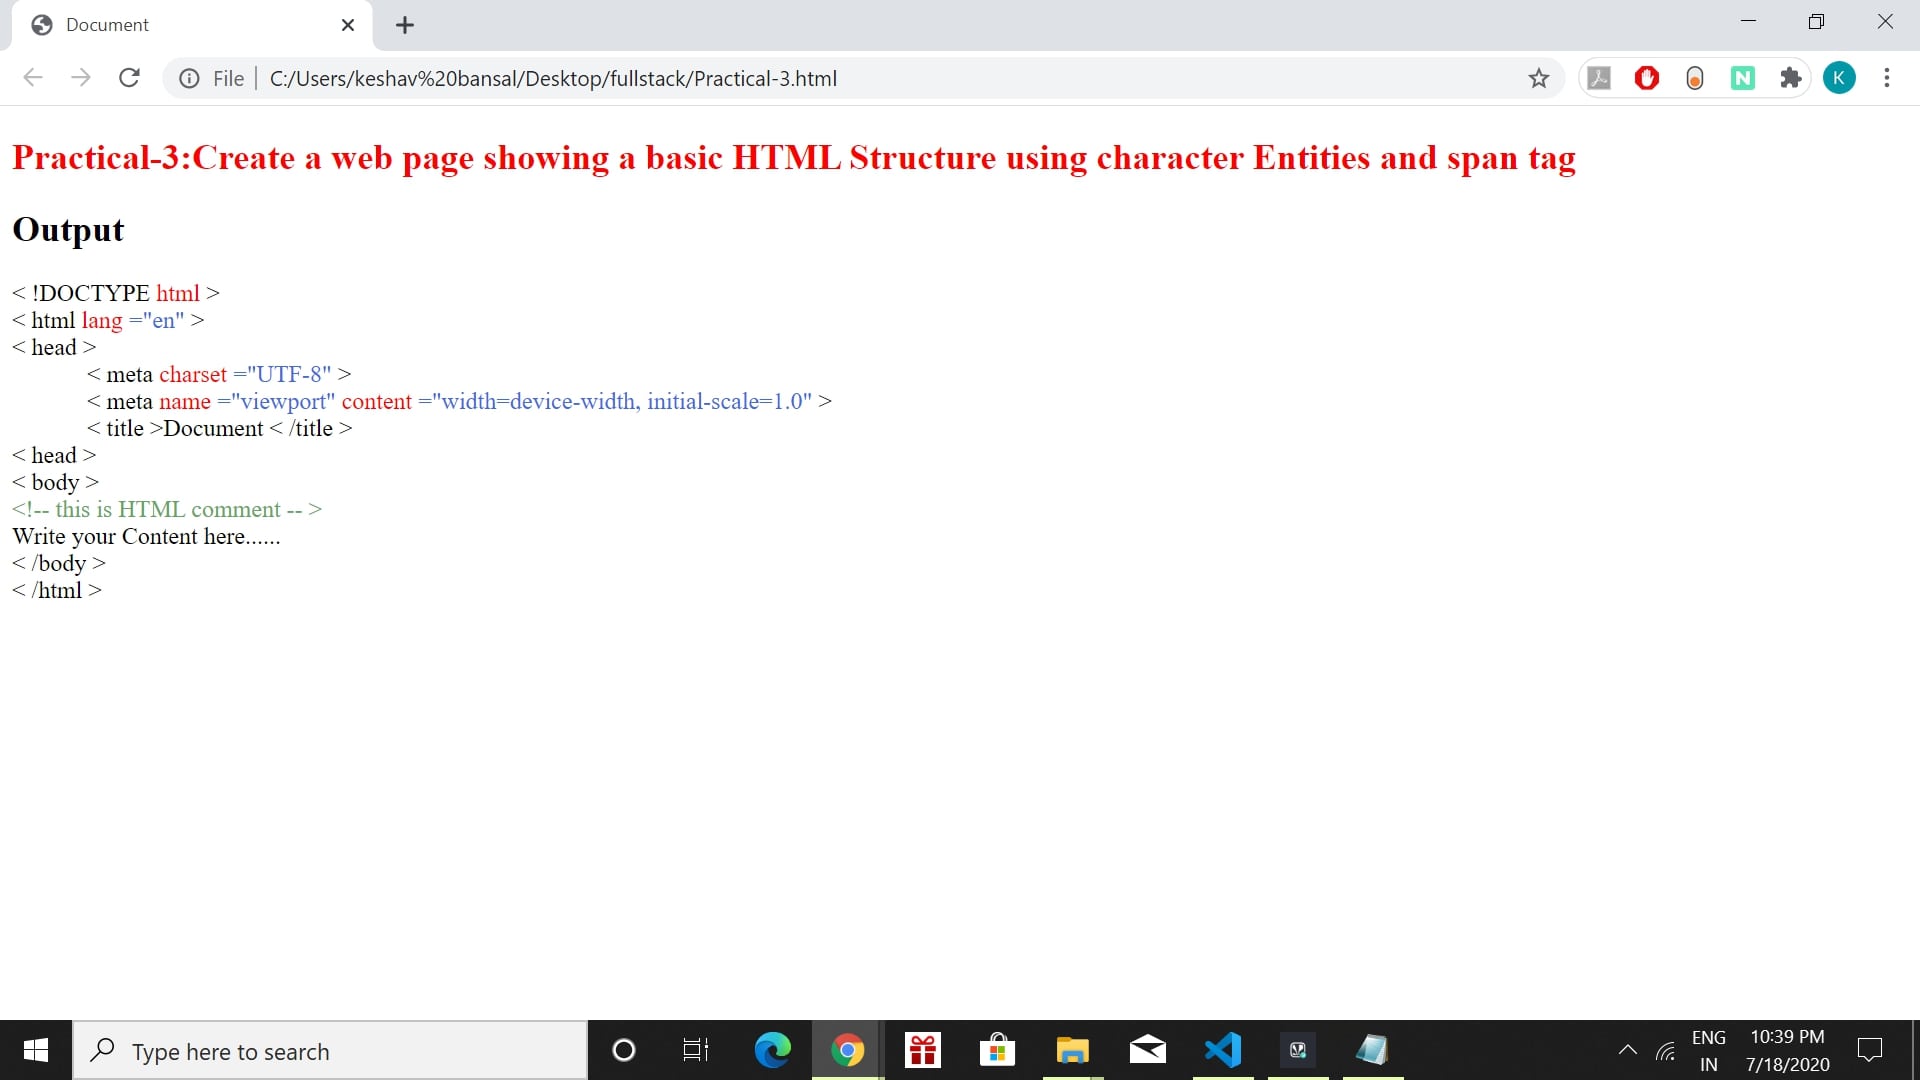 Document
File | C:/Users/keshav%20bansal/Desktop/fullstack/Practical-3.html
K
Practical-3:Create a web page showing a basic HTML Structure using character Entities and span tag
Output
< !DOCTYPE html >
< html lang ="en" >
< head >
< meta charset ="UTF-8" >
< meta name ="viewport" content ="width=device-width, initial-scale=1.0" >
< title >Document < /title >
< head >
< body >
<!-- this is HTML comment -- >
Write your Content here......
< /body >
< /html >
Type here to search
ENG
IN
10:39 PM
7/18/2020